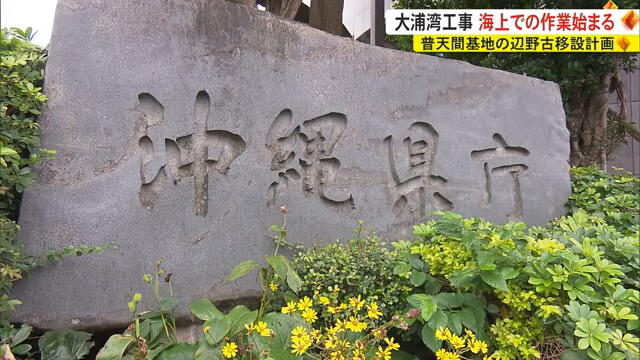 大浦湾工事 海上での作業始まる
普天間基地の辺野古移設計画
沖縄県庁